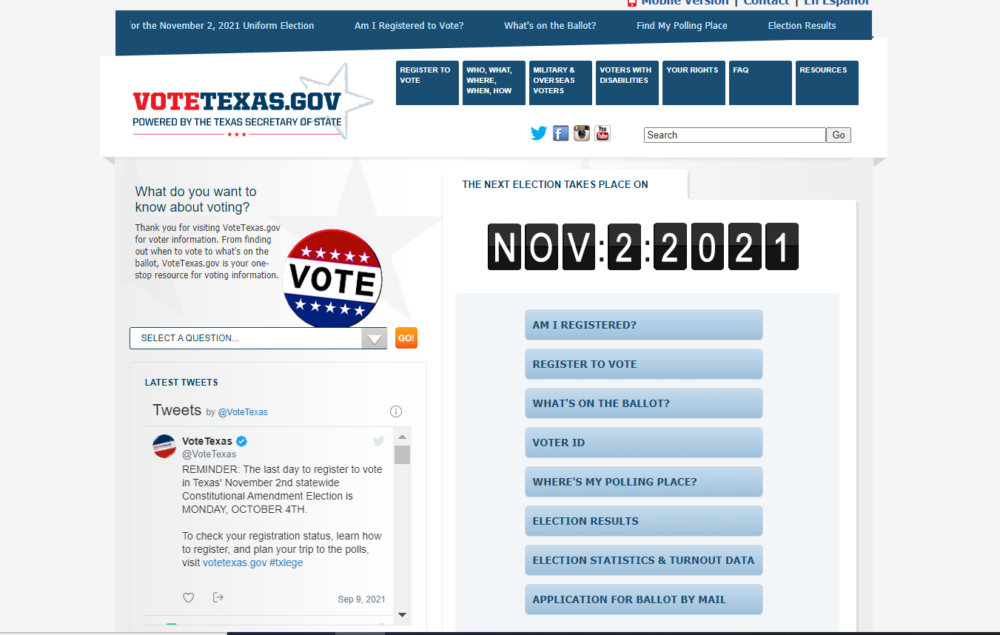 Mobile Version | Contact | En Español
for the November 2, 2021 Uniform Election
Am I Registered to Vote?
What's on the Ballot?
Find My Polling Place
Election Results
VOTETEXAS.GOV
POWERED BY THE TEXAS SECRETARY OF STATE
REGISTER TO
VOTE
WHO, WHAT,
WHERE,
WHEN, HOW
MILITARY &
OVERSEAS
VOTERS
VOTERS WITH
DISABILITIES
YOUR RIGHTS
FAQ
RESOURCES
You
Tube
Search
Go
What do you want to
know about voting?
Thank you for visiting VoteTexas.gov
for voter information. From finding
out when to vote to what's on the
ballot, VoteTexas.gov is your one-
stop resource for voting information.
VOTE
SELECT A QUESTION...
GO!
LATEST TWEETS
Tweets by @VoteTexas
VoteTexas
@VoteTexas
REMINDER: The last day to register to vote
in Texas' November 2nd statewide
Constitutional Amendment Election is
MONDAY, OCTOBER 4TH.
To check your registration status, learn how
to register, and plan your trip to the polls,
visit votetexas.gov #txlege
Sep 9, 2021
THE NEXT ELECTION TAKES PLACE ON
NOV:2:2021
AM I REGISTERED?
REGISTER TO VOTE
WHAT'S ON THE BALLOT?
VOTER ID
WHERE'S MY POLLING PLACE?
ELECTION RESULTS
ELECTION STATISTICS & TURNOUT DATA
APPLICATION FOR BALLOT BY MAIL